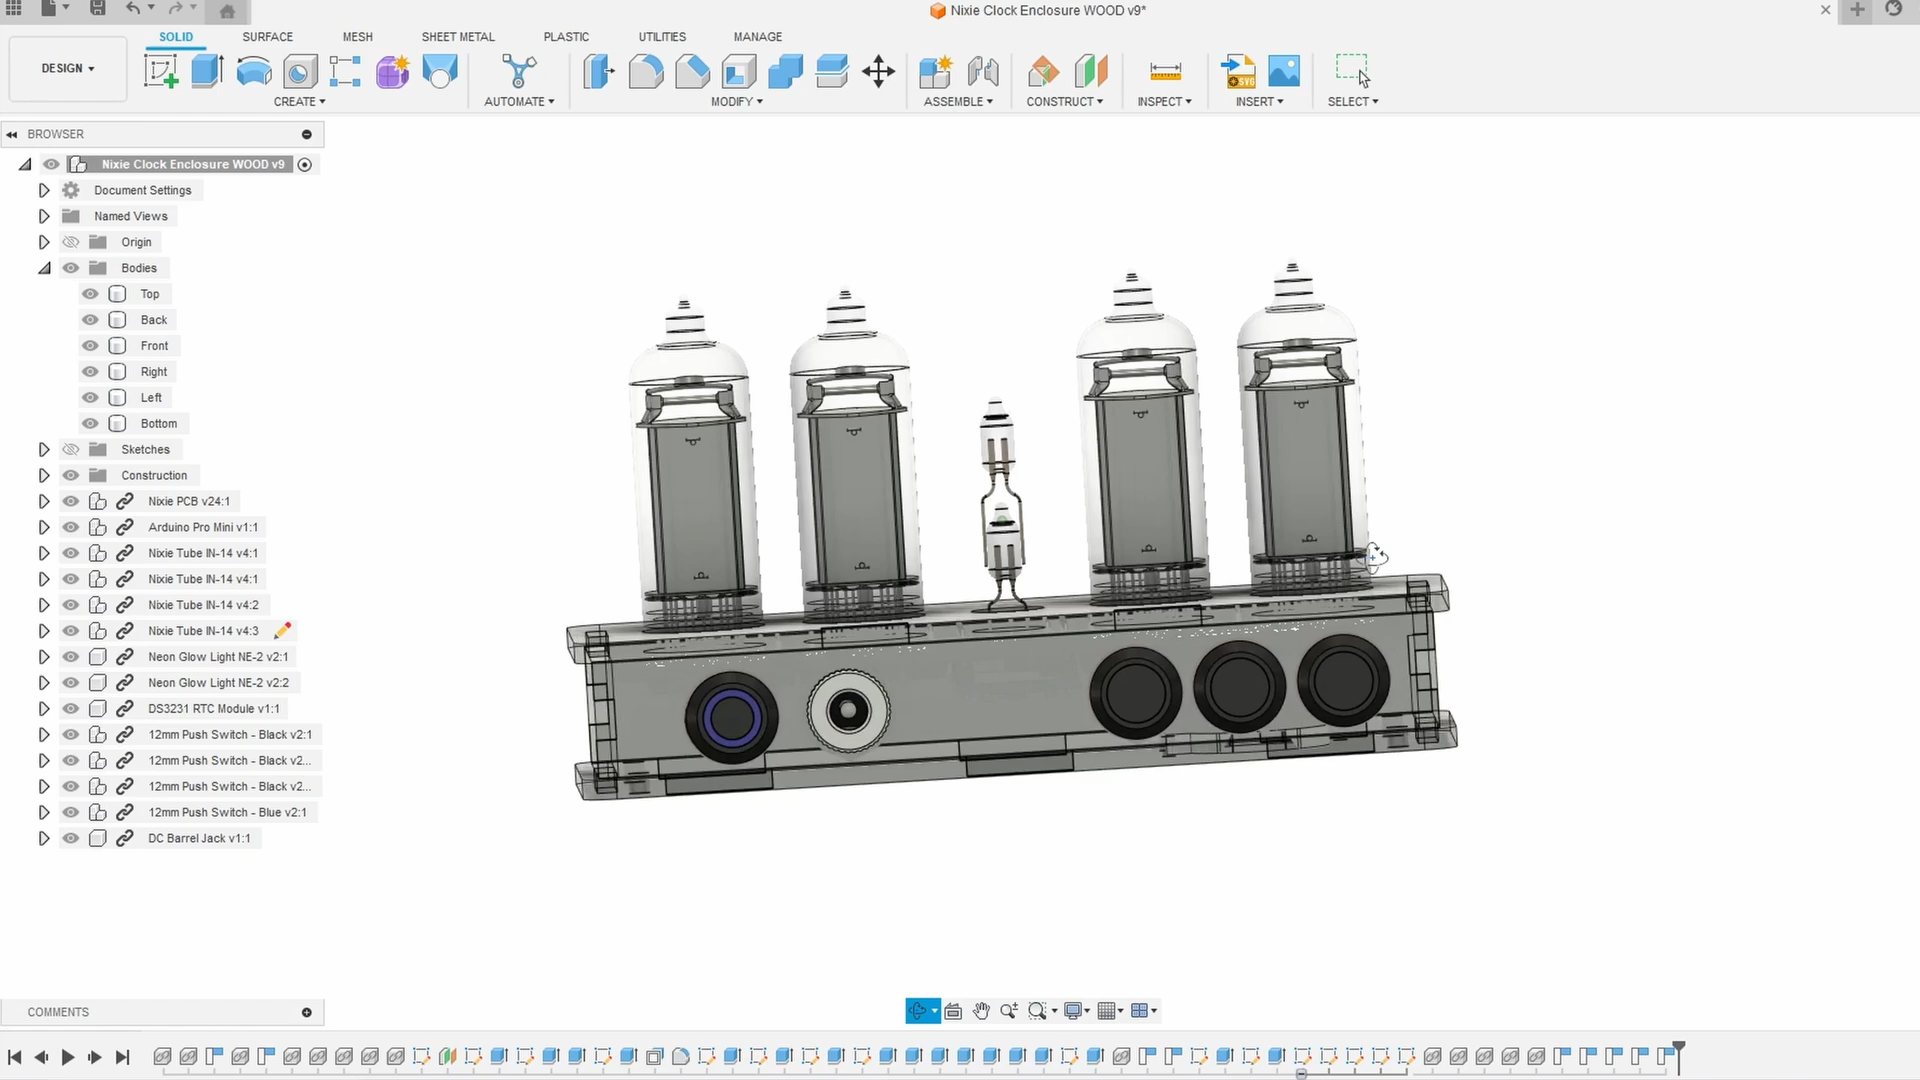 Nixie Clock Enclosure WOOD v9*
SOLID SURFACE MESH SHEET METAL PLASTIC UTILITIES MANAGE
DESIGN
CREATE AUTOMATE MODIFY ASSEMBLE CONSTRUCT INSPECT INSERT SELECT
SVG
BROWSER
Nixie Clock Enclosure WOOD v9
Document Settings
Named Views
Origin
Bodies
Top
Back
Front
Right
Left
Bottom
Sketches
Construction
Nixie PCB v24:1
Arduino Pro Mini v1:1
Nixie Tube IN-14 v4:1
Nixie Tube IN-14 v4:1
Nixie Tube IN-14 v4:2
Nixie Tube IN-14 v4:3
Neon Glow Light NE-2 v2:1
Neon Glow Light NE-2 v2:2
DS3231 RTC Module v1:1
12mm Push Switch - Black v2:1
12mm Push Switch - Black v2...
12mm Push Switch - Black v2...
12mm Push Switch - Blue v2:1
DC Barrel Jack v1:1
COMMENTS